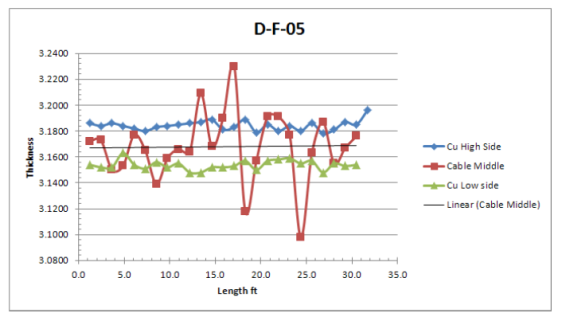 D-F-05
Thickness
3.2400
3.2200
3.2000
3.1800
3.1600
3.1400
3.1200
3.1000
3.0800
0.0 5.0 10.0 15.0 20.0 25.0 30.0 35.0
Length ft
Cu High Side
Cable Middle
Cu Low side
Linear (Cable Middle)